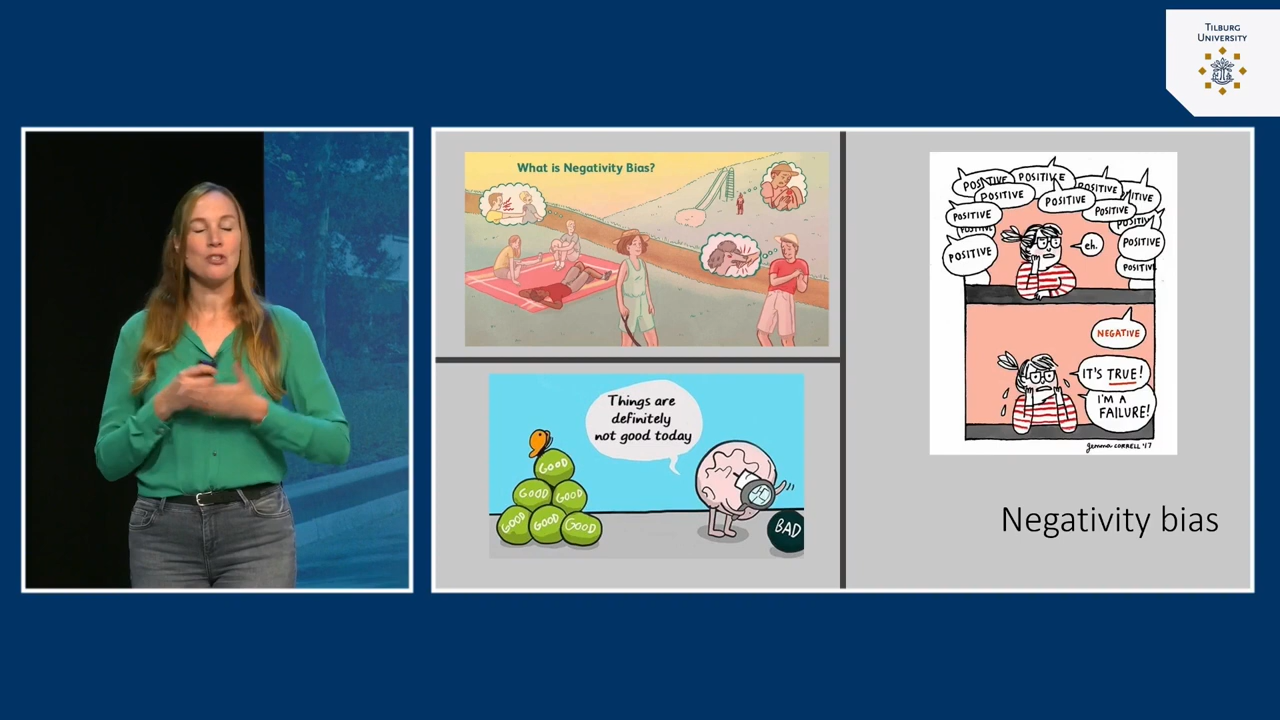 TILBURG
UNIVERSITY
What is Negativity Bias?
Things are
definitely
not good today
GOOD
GOOD
GOOD
GOOD
GOOD
GOOD
BAD
POSITIVE
POSITIVE
POSITIVE
POSITIVE
POSITIVE
POSITIVE
POSITIVE
POSITIVE
POSITIVE
eh.
NEGATIVE
IT'S TRUE!
I'M A
FAILURE!
gemma CORRELL '17
Negativity bias